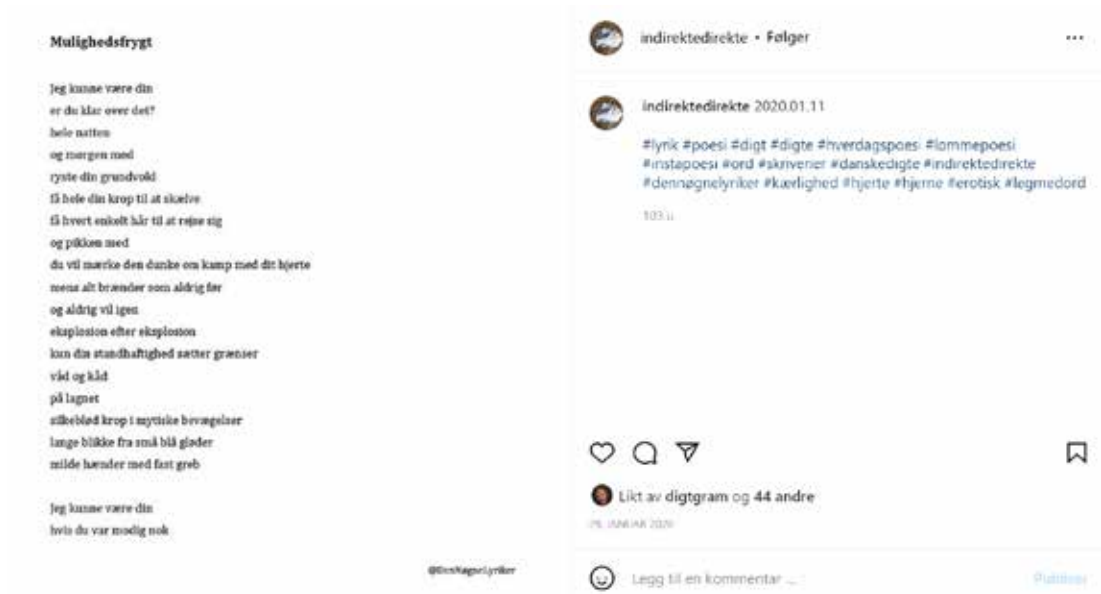 Mulighedsfrygt
Jeg kunne være din
er du klar over det?
hele natten
og morgen med
ryste din grundvold
få hele din krop til at skælve
få hvert enkelt hår til at rejse sig
og pikken med
du vil mærke den dunke om kamp med dit hjerte
mens alt brænder som aldrig før
og aldrig vil igen
eksplosion efter eksplosion
kun din standhaftighed sætter grænser
våd og kåd
på lagnet
silkeblød krop i mytiske bevægelser
lange blikke fra små blå gløder
milde hænder med fast greb
Jeg kunne være din
hvis du var modig nok
@DenNøgneLyriker
indirektedirekte • Følger
indirektedirekte 2020.01.11
#lyrik #poesi #digt #digte #hverdagspoesi #lommepoesi
#instapoesi #ord #skriverier #danskedigte #indirektedirekte
#dennøgnelyriker #kærlighed #hjerte #hjerne #erotisk #legmedord
103 u
Likt av digtgram og 44 andre
JANUAR 2020
Legg til en kommentar ...
Publiser